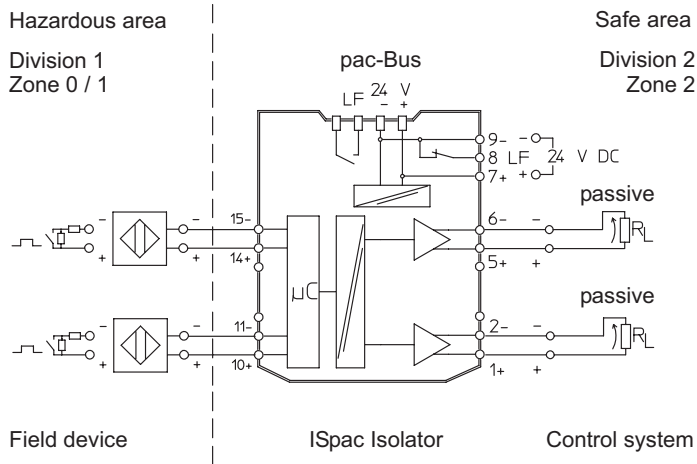 Hazardous area
Safe area
Division 1
Zone 0 / 1
pac-Bus
Division 2
Zone 2
LF 24 V
- +
9- -
8 LF 24 V DC
7+ +
passive
- - 15- 6- -
RL
+ + 14+ 5+ +
µC
passive
- - 11- 2- -
RL
+ + 10+ 1+ +
Field device
ISpac Isolator
Control system